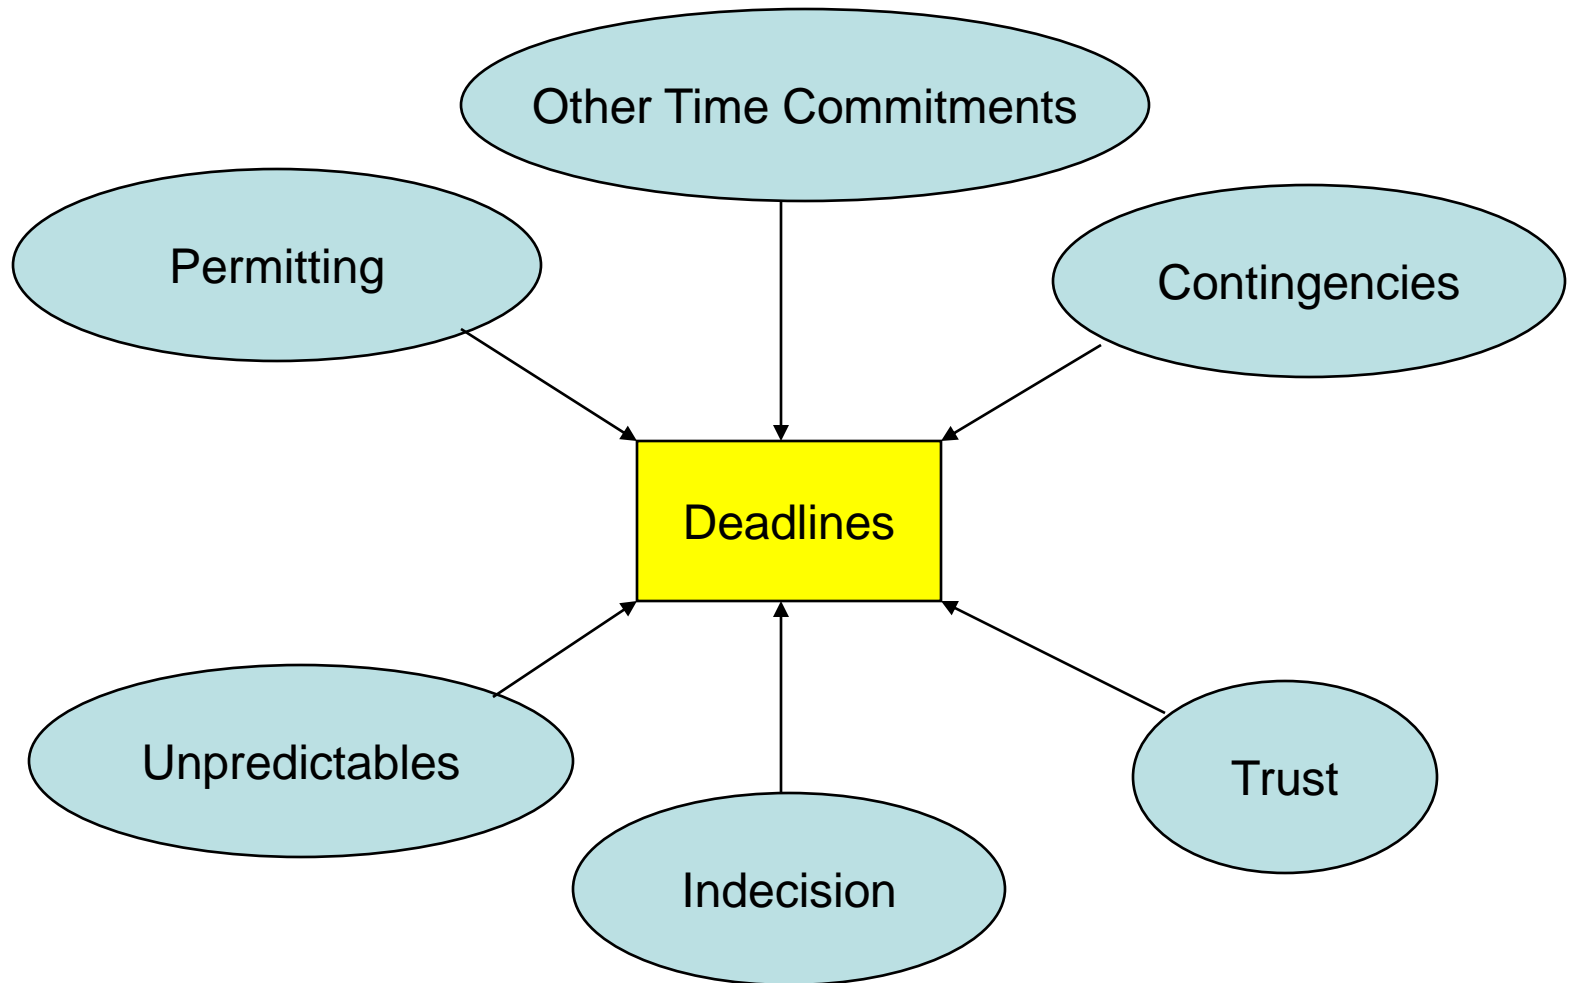 Other Time Commitments
Permitting
Contingencies
Deadlines
Unpredictables
Trust
Indecision